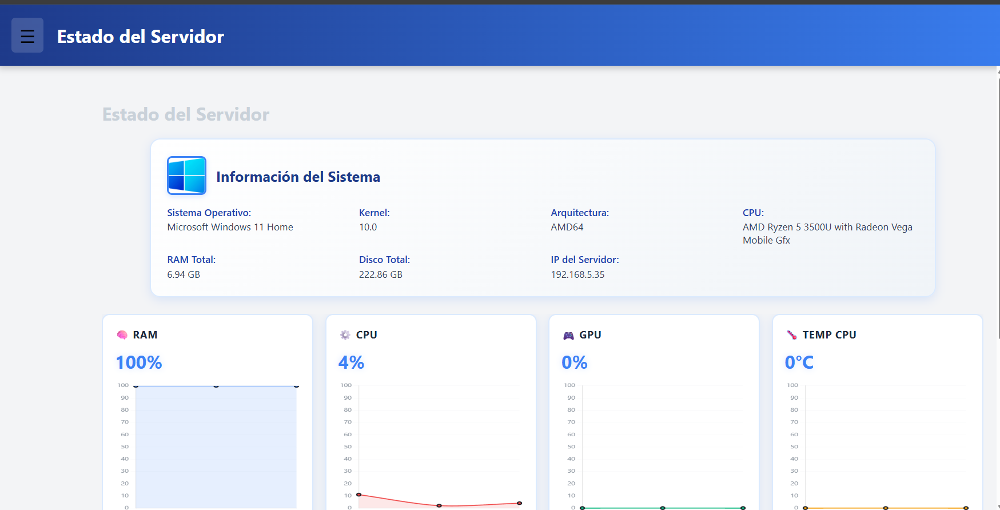 ☰ Estado del Servidor
Estado del Servidor
Información del Sistema
Sistema Operativo:
Microsoft Windows 11 Home
Kernel:
10.0
Arquitectura:
AMD64
CPU:
AMD Ryzen 5 3500U with Radeon Vega
Mobile Gfx
RAM Total:
6.94 GB
Disco Total:
222.86 GB
IP del Servidor:
192.168.5.35
🧠 RAM
100%
100
90
80
70
60
50
40
30
20
10
0
⚙️ CPU
4%
100
90
80
70
60
50
40
30
20
10
0
🎮 GPU
0%
100
90
80
70
60
50
40
30
20
10
0
🌡️ TEMP CPU
0°C
100
90
80
70
60
50
40
30
20
10
0